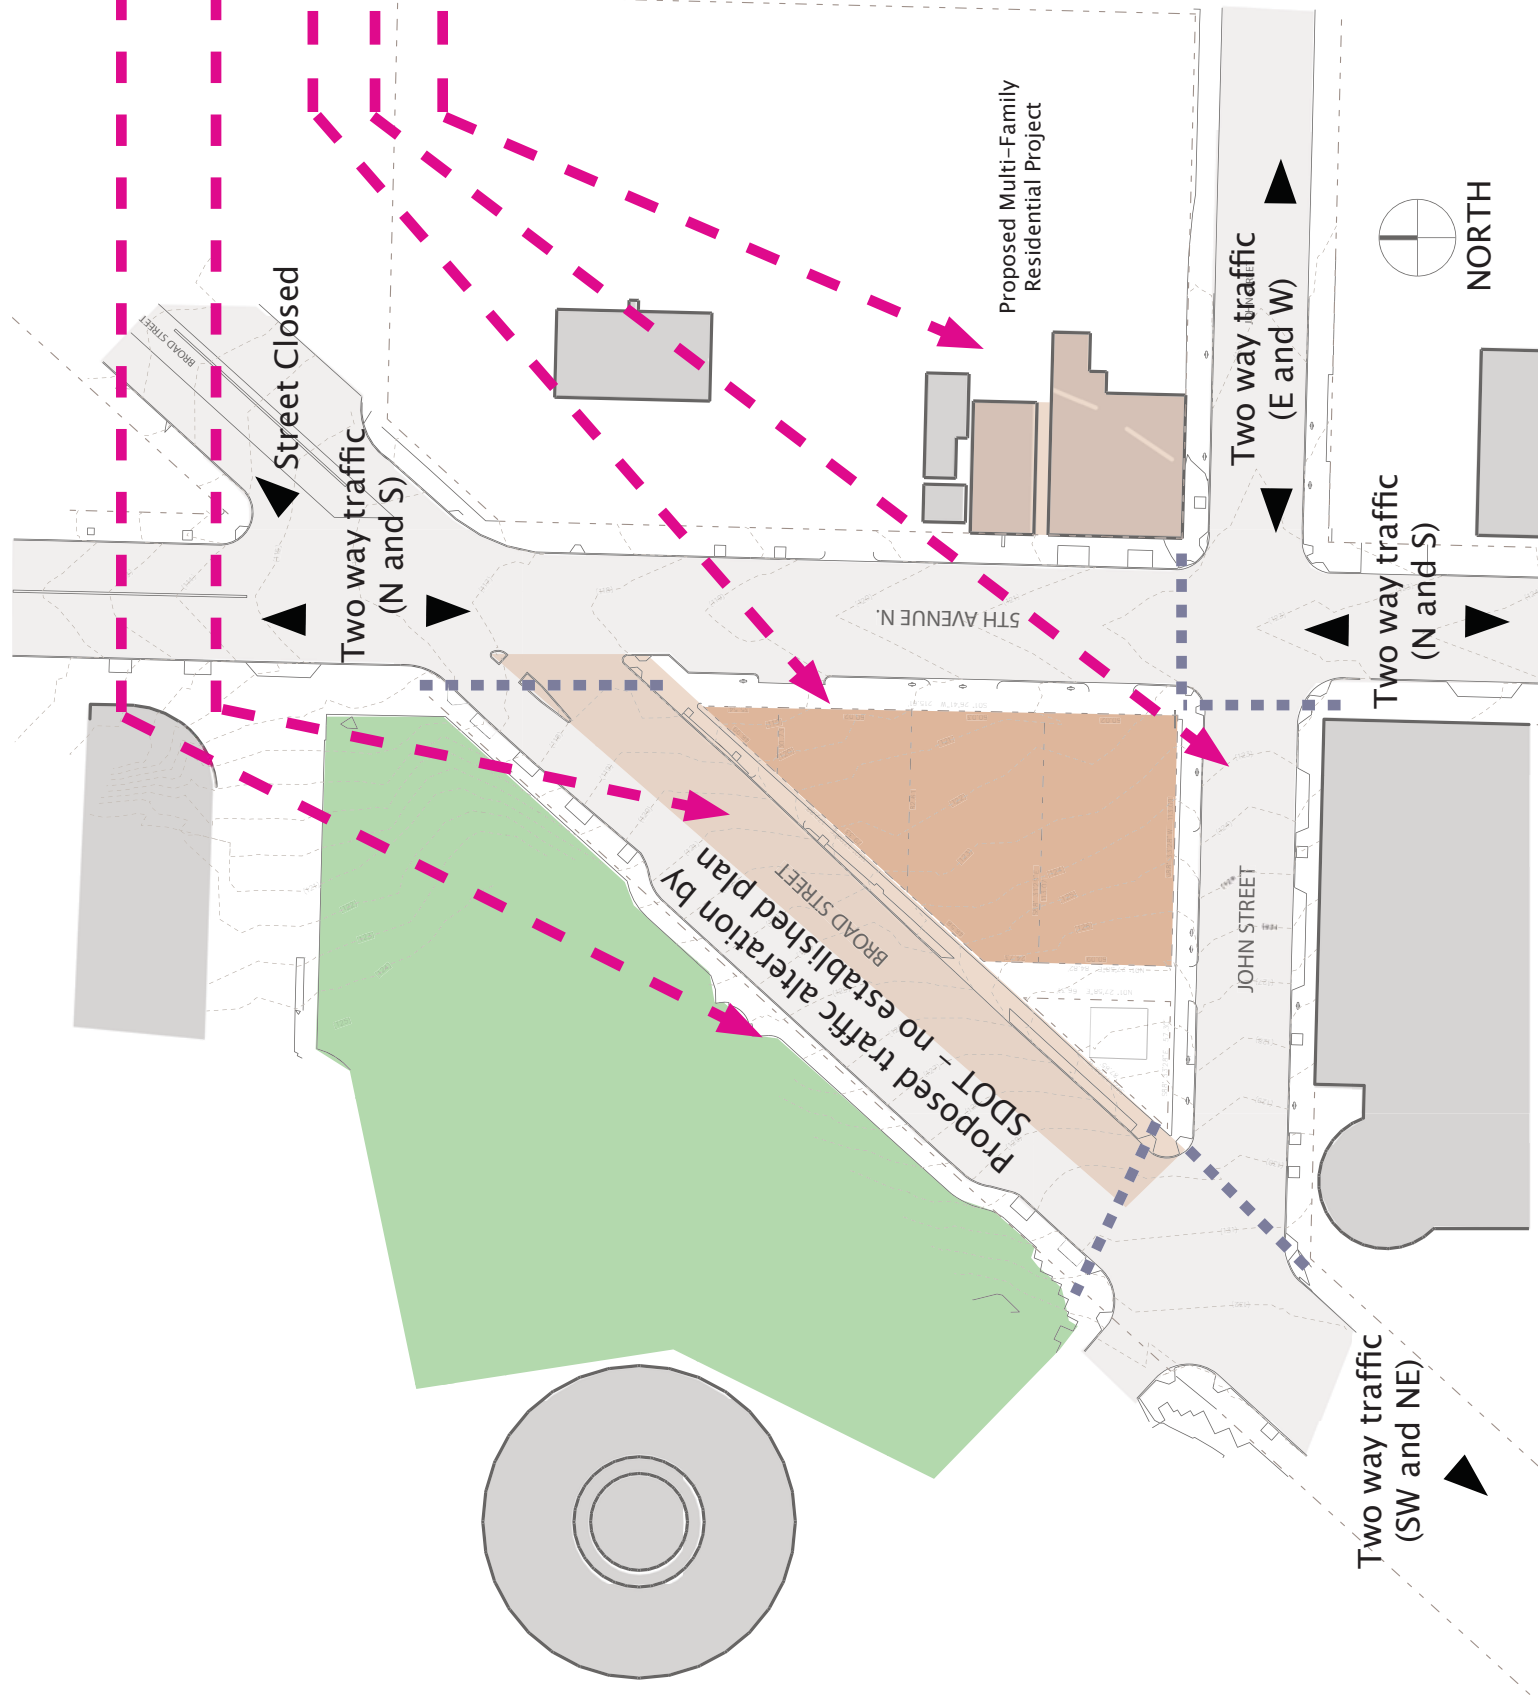 BROAD STREET
Street Closed
Two way traffic
(N and S)
Proposed Multi-Family
Residential Project
Two way traffic
(E and W)
NORTH
5TH AVENUE N.
Two way traffic
(N and S)
BROAD STREET
Proposed traffic alteration by
SDOT - no established plan
JOHN STREET
Two way traffic
(SW and NE)